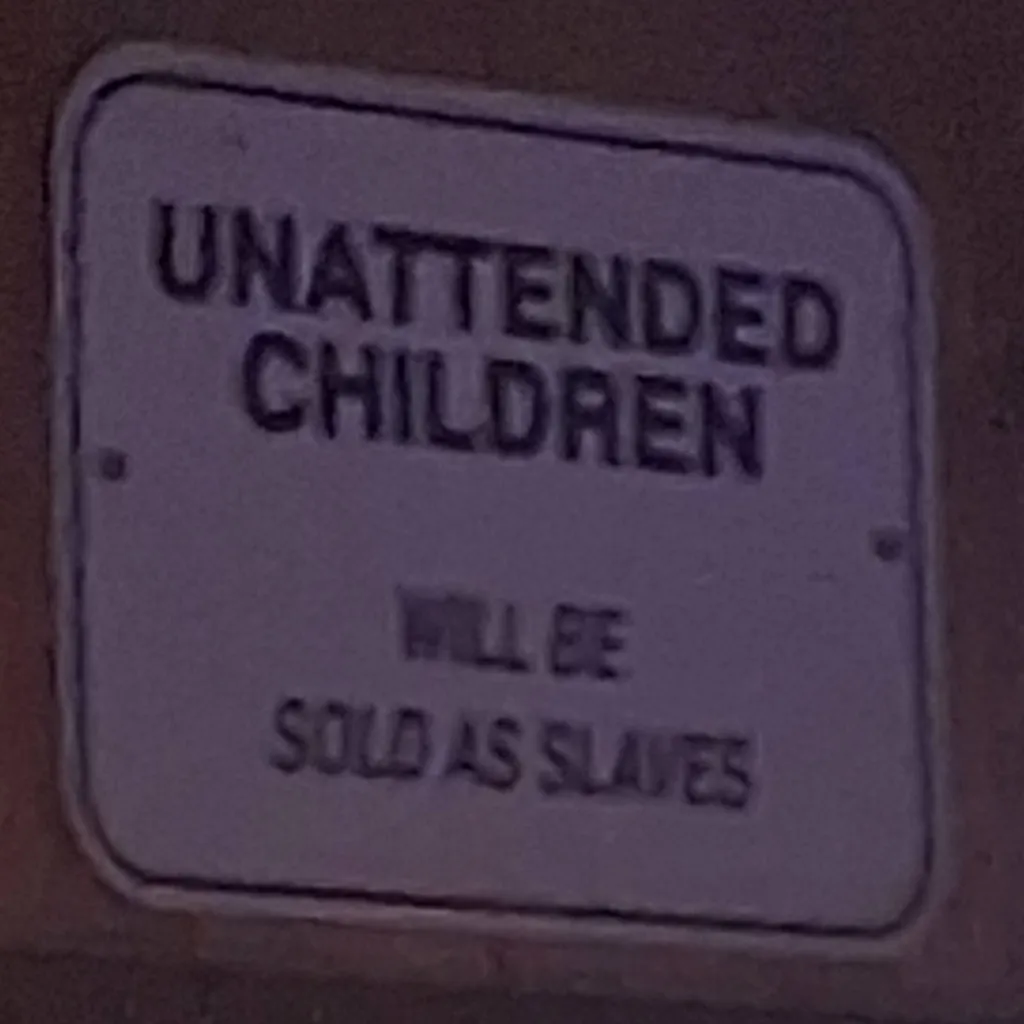 UNATTENDED
CHILDREN
WILL BE
SOLD AS SLAVES